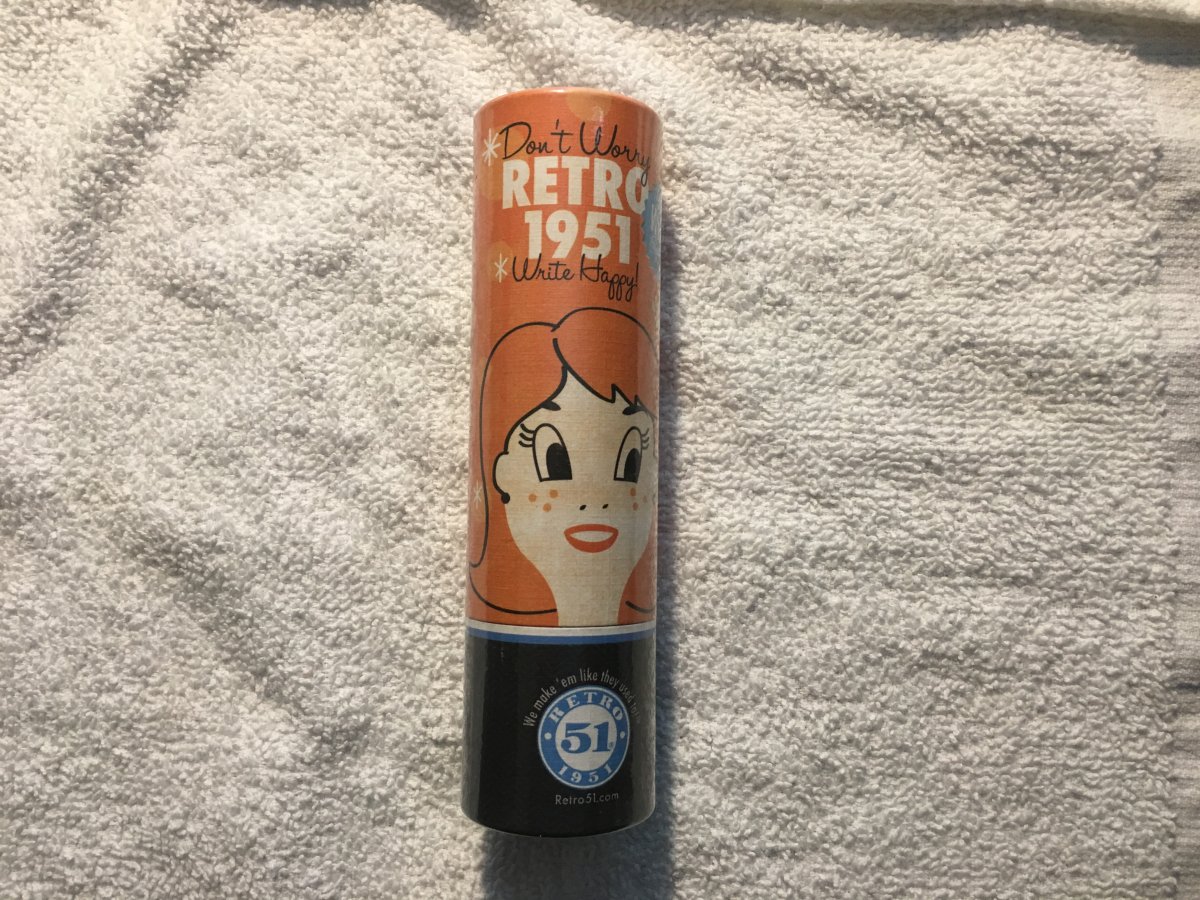 Don't Worry
RETRO
1951
Write Happy!
We make 'em like they used to!
RETRO
51
1951
Retro51.com